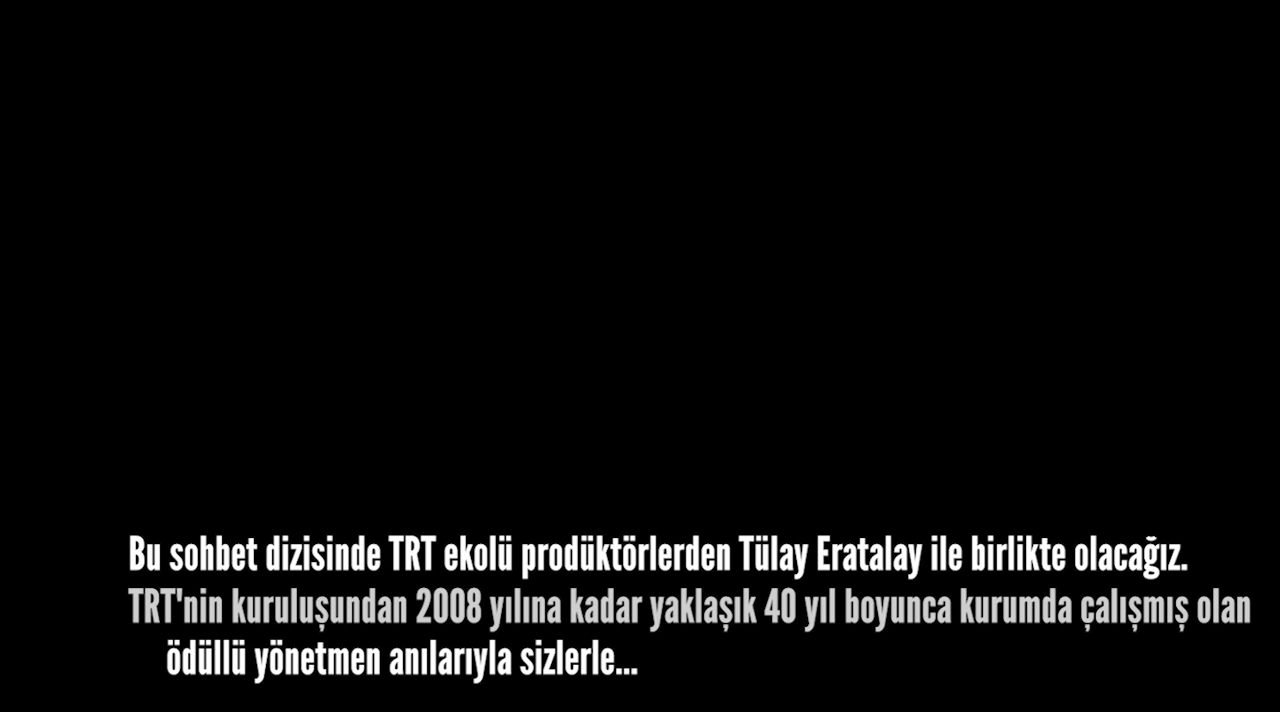 Bu sohbet dizisinde TRT ekolü prodüktörlerden Tülay Eratalay ile birlikte olacağız.
TRT'nin kuruluşundan 2008 yılına kadar yaklaşık 40 yıl boyunca kurumda çalışmış olan
ödüllü yönetmen anılarıyla sizlerle...